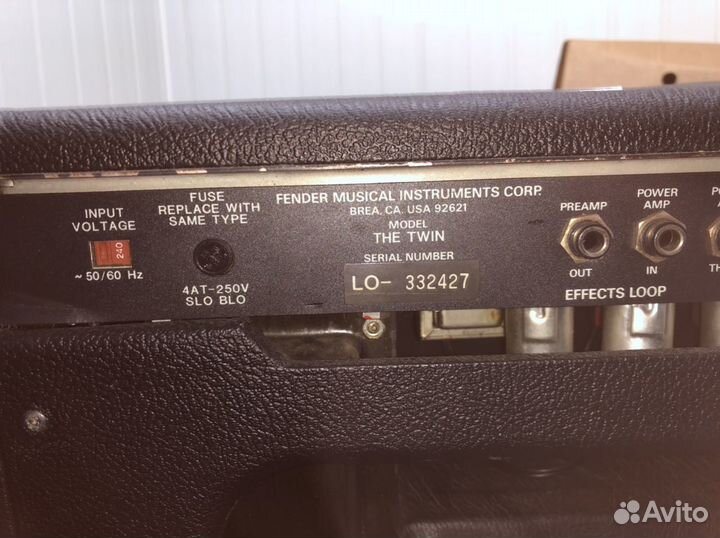 INPUT
VOLTAGE
240
~ 50/60 Hz
FUSE
REPLACE WITH
SAME TYPE
4AT-250V
SLO BLO
FENDER MUSICAL INSTRUMENTS CORP.
BREA, CA. USA 92621
MODEL
THE TWIN
SERIAL NUMBER
LO- 332427
PREAMP
OUT
POWER
AMP
IN
EFFECTS LOOP
Avito